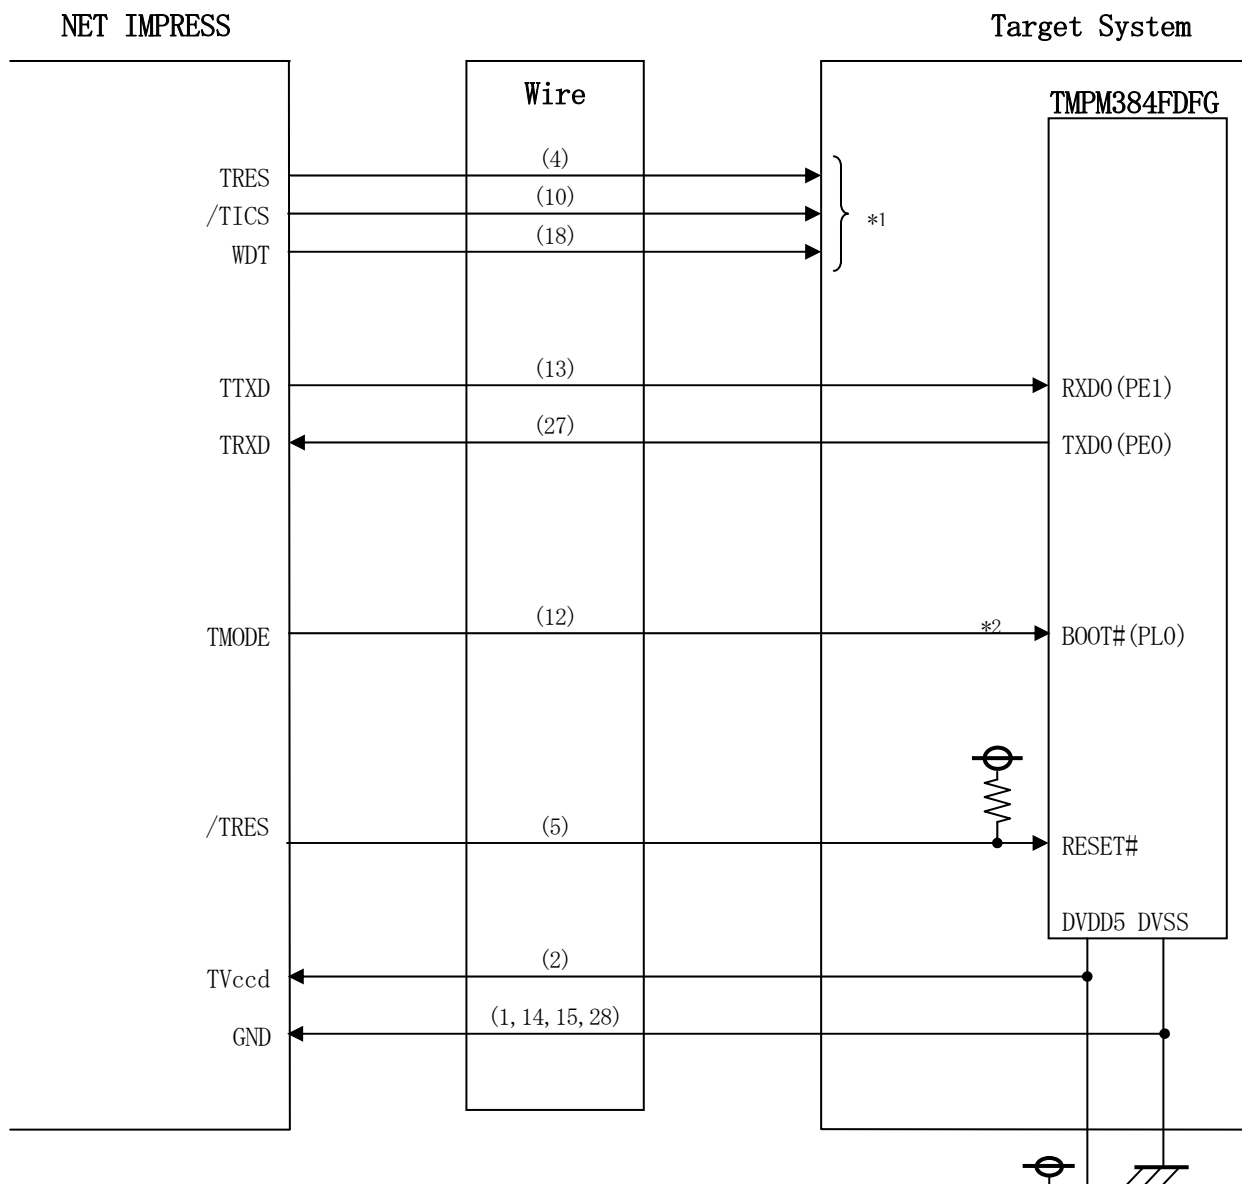 NET IMPRESS
Target System
Wire
TMPM384FDFG
TRES
(4)
/TICS
(10)
*1
WDT
(18)
TTXD
(13)
RXD0(PE1)
TRXD
(27)
TXD0(PE0)
TMODE
(12)
*2
BOOT#(PL0)
/TRES
(5)
RESET#
DVDD5 DVSS
TVccd
(2)
GND
(1,14,15,28)